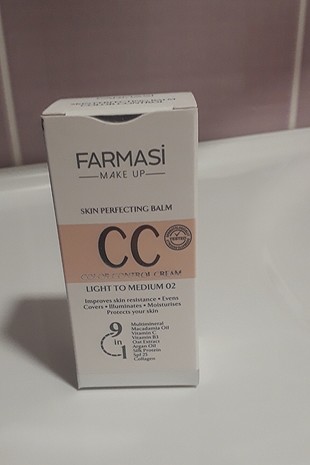 FARMASi
MAKE UP
SKIN PERFECTING BALM
CC
COLOR CONTROL CREAM
LIGHT TO MEDIUM 02
Improves skin resistance • Evens
Covers • Illuminates • Moisturises
Protects your skin
9 in 1
Multimineral
Macadamia Oil
Vitamin C
Vitamin B3
Oat Extract
Argan Oil
Silk Protein
Spf 25
Collagen